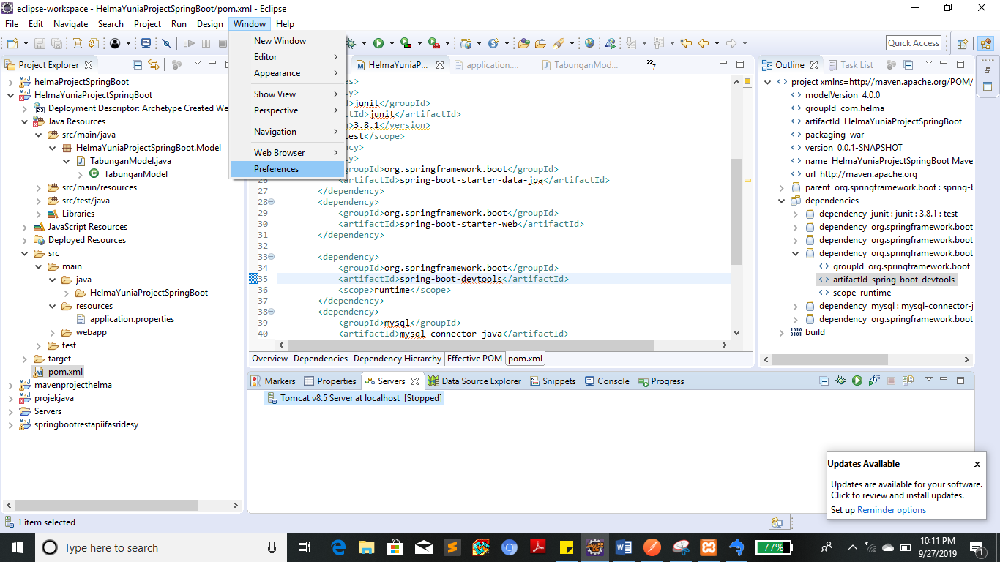 eclipse-workspace - HelmaYuniaProjectSpringBoot/pom.xml - Eclipse
File Edit Navigate Search Project Run Design Window Help
Quick Access
New Window
Editor
Appearance
Show View
Perspective
Navigation
Web Browser
Preferences
Project Explorer
helmaProjectSpringBoot
HelmaYuniaProjectSpringBoot
Deployment Descriptor: Archetype Created We
Java Resources
src/main/java
HelmaYuniaProjectSpringBoot.Model
TabunganModel.java
TabunganModel
src/main/resources
src/test/java
Libraries
JavaScript Resources
Deployed Resources
src
main
java
HelmaYuniaProjectSpringBoot
resources
application.properties
webapp
test
target
pom.xml
mavenprojecthelma
projekjava
Servers
springbootrestapiifasridesy
HelmaYuniaP... application.... TabunganMod... »7
es>
cy>
d>junit</groupId>
ctId>junit</artifactId>
n>3.8.1</version>
test</scope>
ncy>
y>
groupId>org.springframework.boot</groupId>
26 <artifactId>spring-boot-starter-data-jpa</artifactId>
27 </dependency>
28 <dependency>
29 <groupId>org.springframework.boot</groupId>
30 <artifactId>spring-boot-starter-web</artifactId>
31 </dependency>
32
33 <dependency>
34 <groupId>org.springframework.boot</groupId>
35 <artifactId>spring-boot-devtools</artifactId>
36 <scope>runtime</scope>
37 </dependency>
38 <dependency>
39 <groupId>mysql</groupId>
40 <artifactId>mysql-connector-java</artifactId>
Overview Dependencies Dependency Hierarchy Effective POM pom.xml
Outline Task List
project xmlns=http://maven.apache.org/POM/
modelVersion 4.0.0
groupId com.helma
artifactId HelmaYuniaProjectSpringBoot
packaging war
version 0.0.1-SNAPSHOT
name HelmaYuniaProjectSpringBoot Mave
url http://maven.apache.org
parent org.springframework.boot : spring-b
dependencies
dependency junit : junit : 3.8.1 : test
dependency org.springframework.boot
dependency org.springframework.boot
dependency org.springframework.boot
groupId org.springframework.boot
artifactId spring-boot-devtools
scope runtime
dependency mysql : mysql-connector-j
dependency org.springframework.boot
build
Markers Properties Servers Data Source Explorer Snippets Console Progress
Tomcat v8.5 Server at localhost [Stopped]
Updates Available
Updates are available for your software.
Click to review and install updates.
Set up Reminder options
1 item selected
Type here to search
77%
10:11 PM
9/27/2019
1